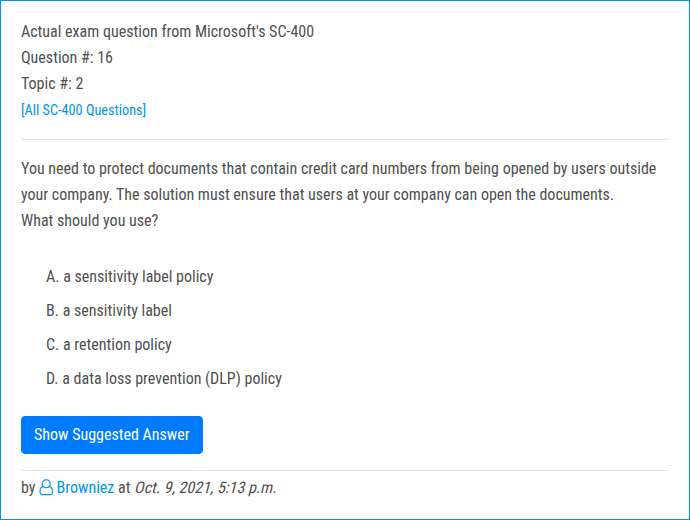 Actual exam question from Microsoft's SC-400
Question #: 16
Topic #: 2
[All SC-400 Questions]
You need to protect documents that contain credit card numbers from being opened by users outside
your company. The solution must ensure that users at your company can open the documents.
What should you use?
A. a sensitivity label policy
B. a sensitivity label
C. a retention policy
D. a data loss prevention (DLP) policy
Show Suggested Answer
by Browniez at Oct. 9, 2021, 5:13 p.m.